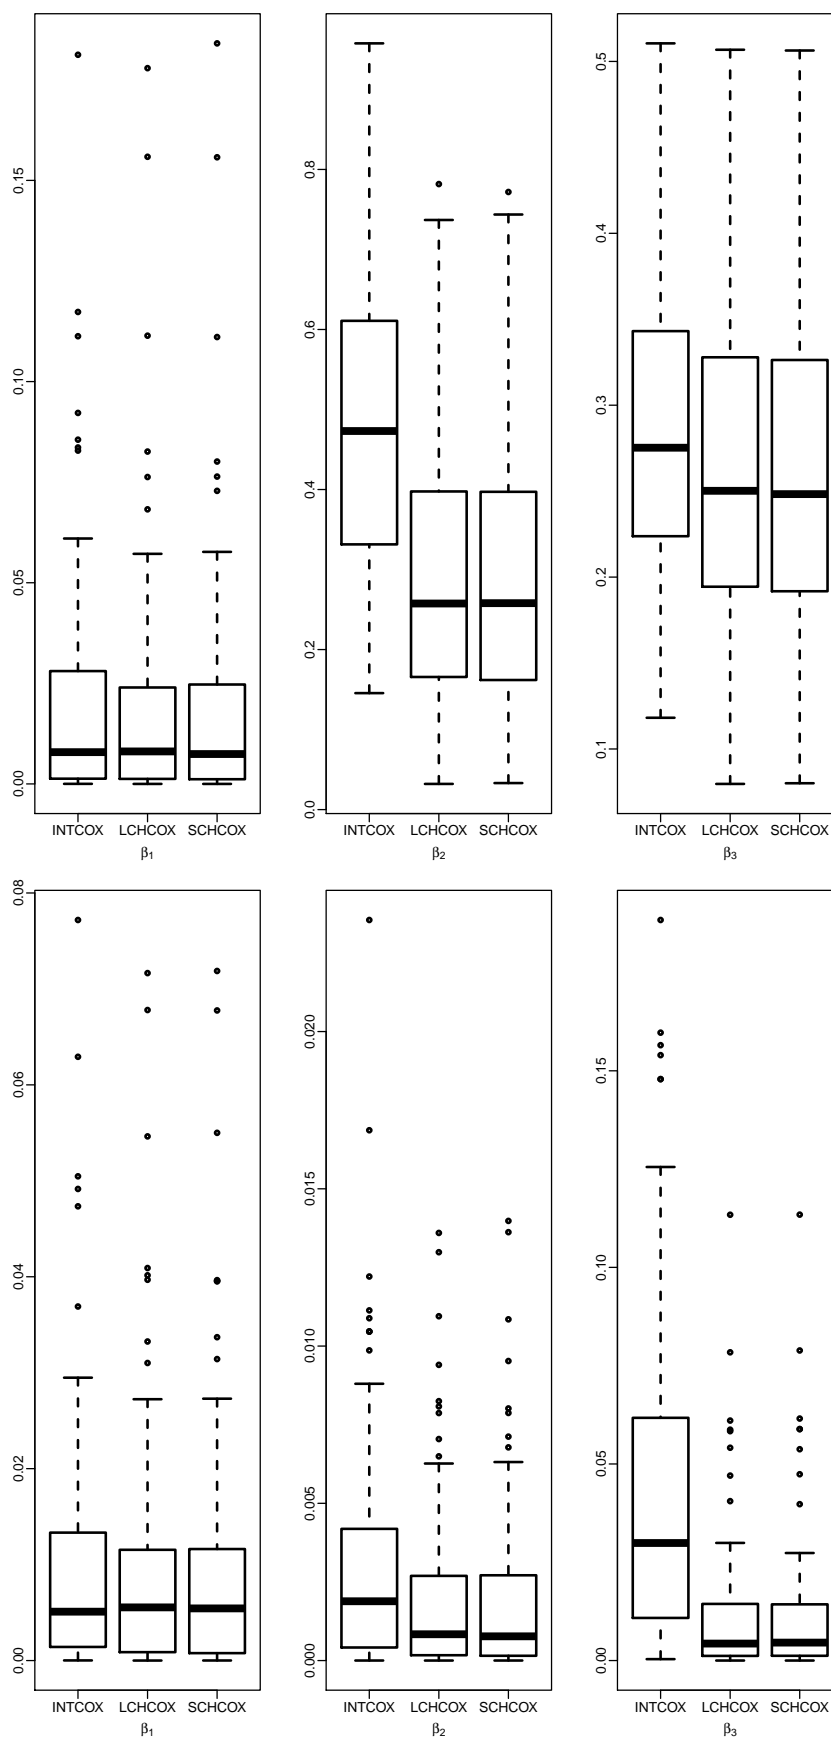 0.15
0.10
0.05
0.00
INTCOX LCHCOX SCHCOX
β1
0.8
0.6
0.4
0.2
0.0
INTCOX LCHCOX SCHCOX
β2
0.5
0.4
0.3
0.2
0.1
INTCOX LCHCOX SCHCOX
β3
0.08
0.06
0.04
0.02
0.00
INTCOX LCHCOX SCHCOX
β1
0.020
0.015
0.010
0.005
0.000
INTCOX LCHCOX SCHCOX
β2
0.15
0.10
0.05
0.00
INTCOX LCHCOX SCHCOX
β3